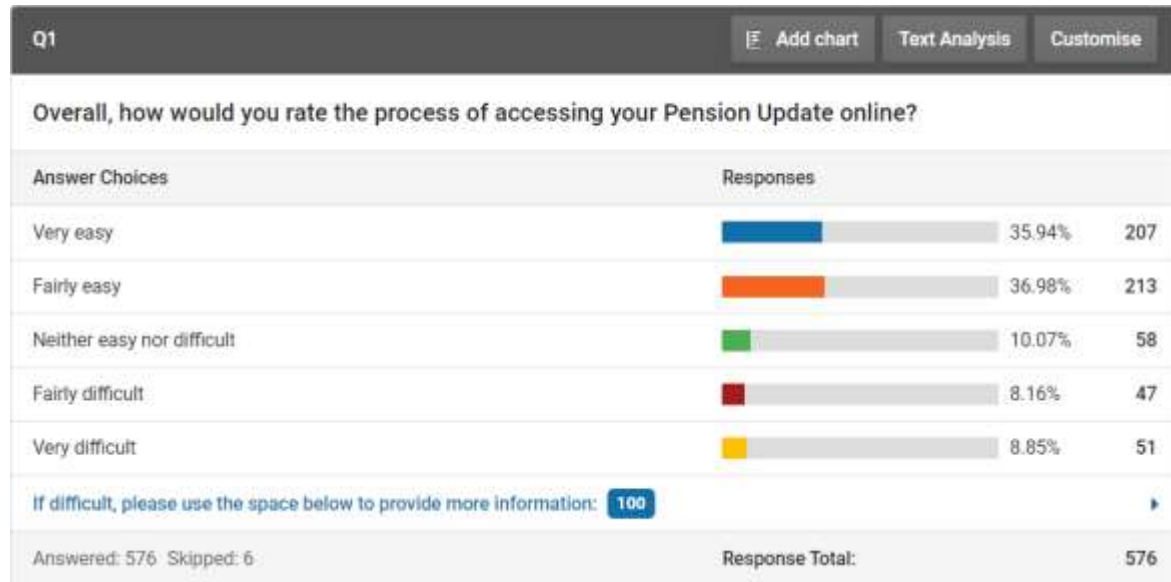 Q1 Add chart Text Analysis Customise
Overall, how would you rate the process of accessing your Pension Update online?
Answer Choices Responses
Very easy 35.94% 207
Fairly easy 36.98% 213
Neither easy nor difficult 10.07% 58
Fairly difficult 8.16% 47
Very difficult 8.85% 51
If difficult, please use the space below to provide more information: 100
Answered: 576 Skipped: 6 Response Total: 576